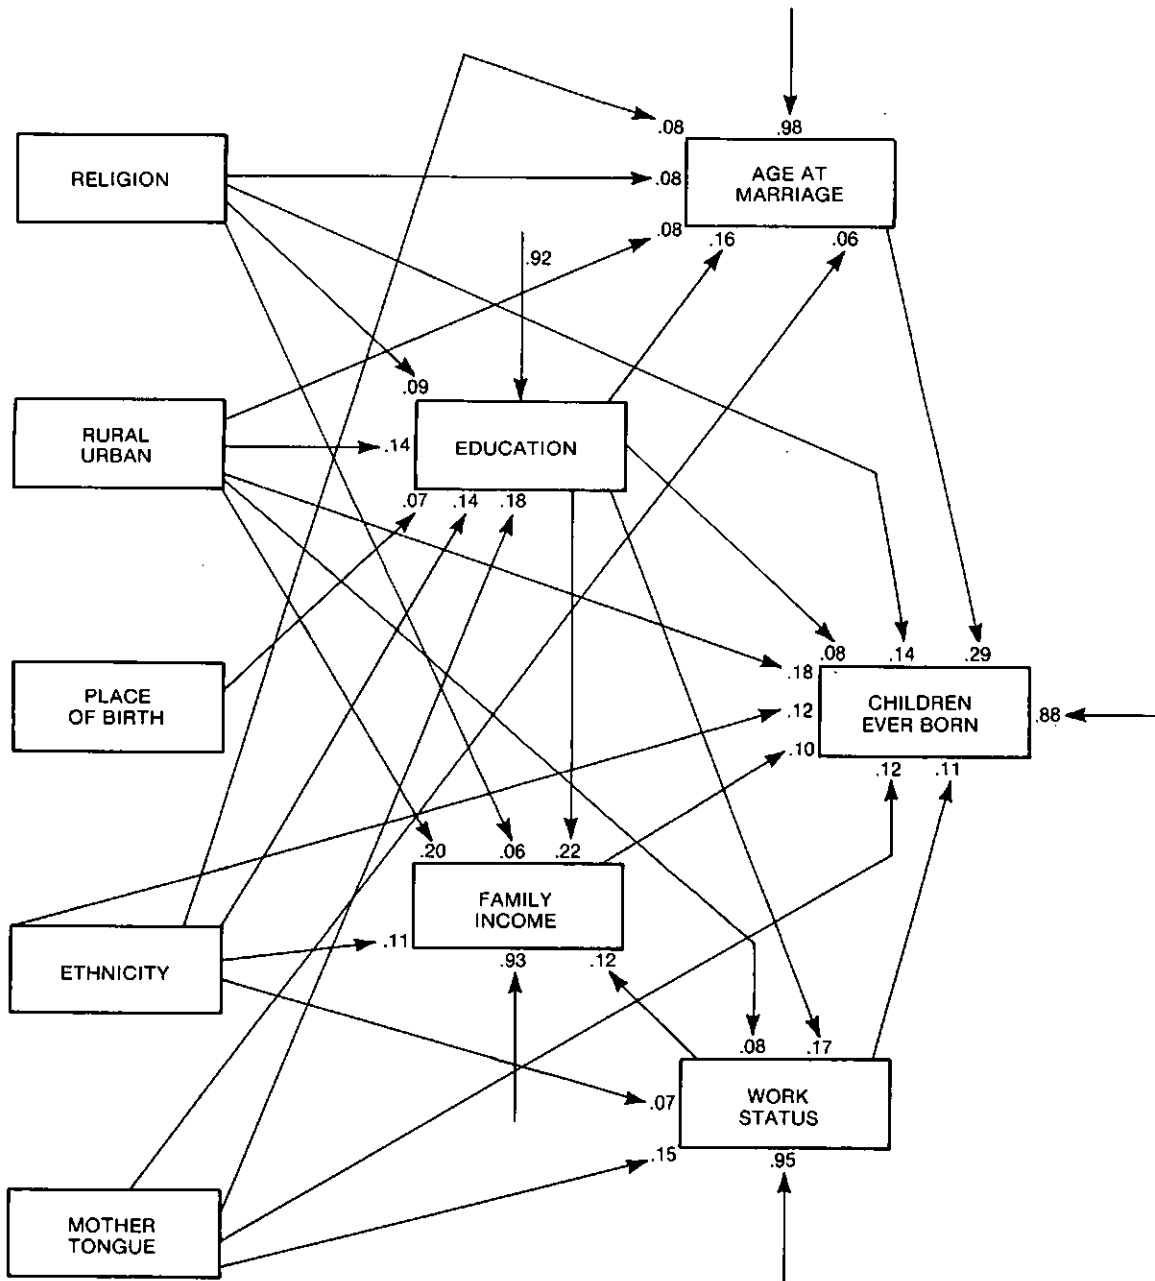 .08
.98
RELIGION
.08
AGE AT
MARRIAGE
.08
.16
.06
.92
.09
RURAL
URBAN
.14
EDUCATION
.07
.14
.18
.18
.08
.14
.29
PLACE
OF BIRTH
.12
CHILDREN
EVER BORN
.88
.10
.12
.11
.20
.06
.22
FAMILY
INCOME
ETHNICITY
.11
.93
.12
.08
.17
.07
WORK
STATUS
.15
.95
MOTHER
TONGUE